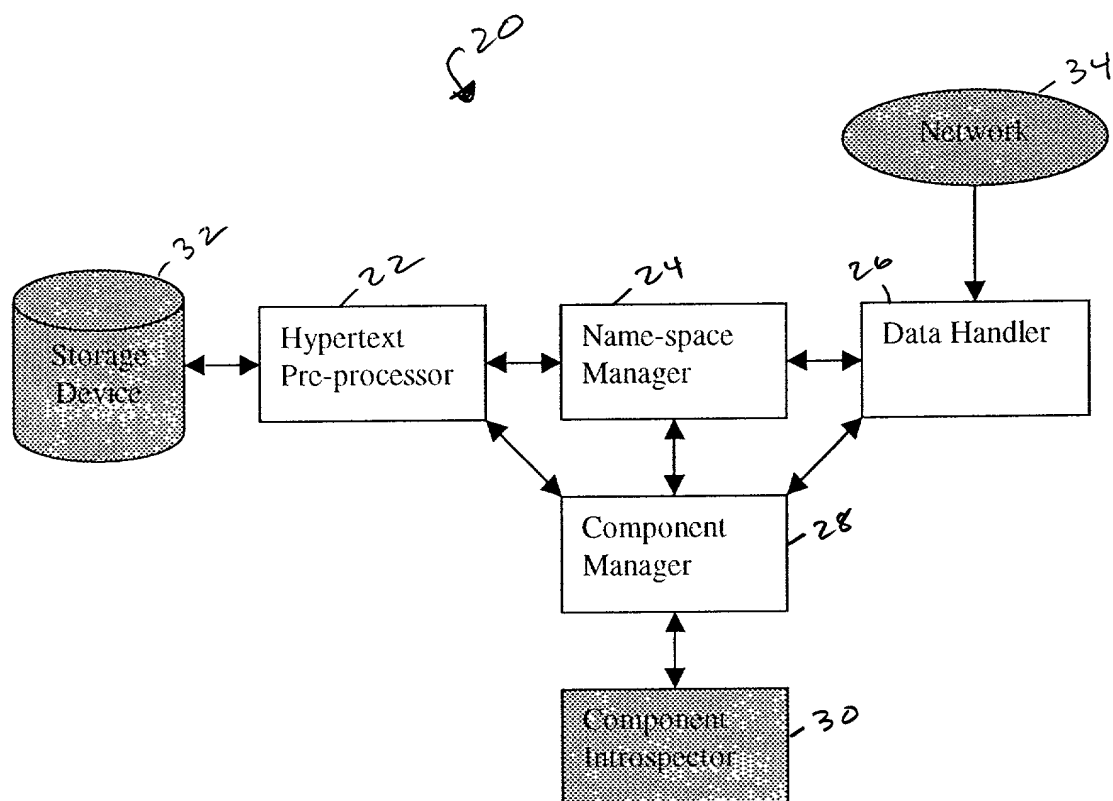 20
34
Network
32
22
24
26
Storage
Device
Hypertext
Pre-processor
Name-space
Manager
Data Handler
Component
Manager
28
Component
Introspector
30